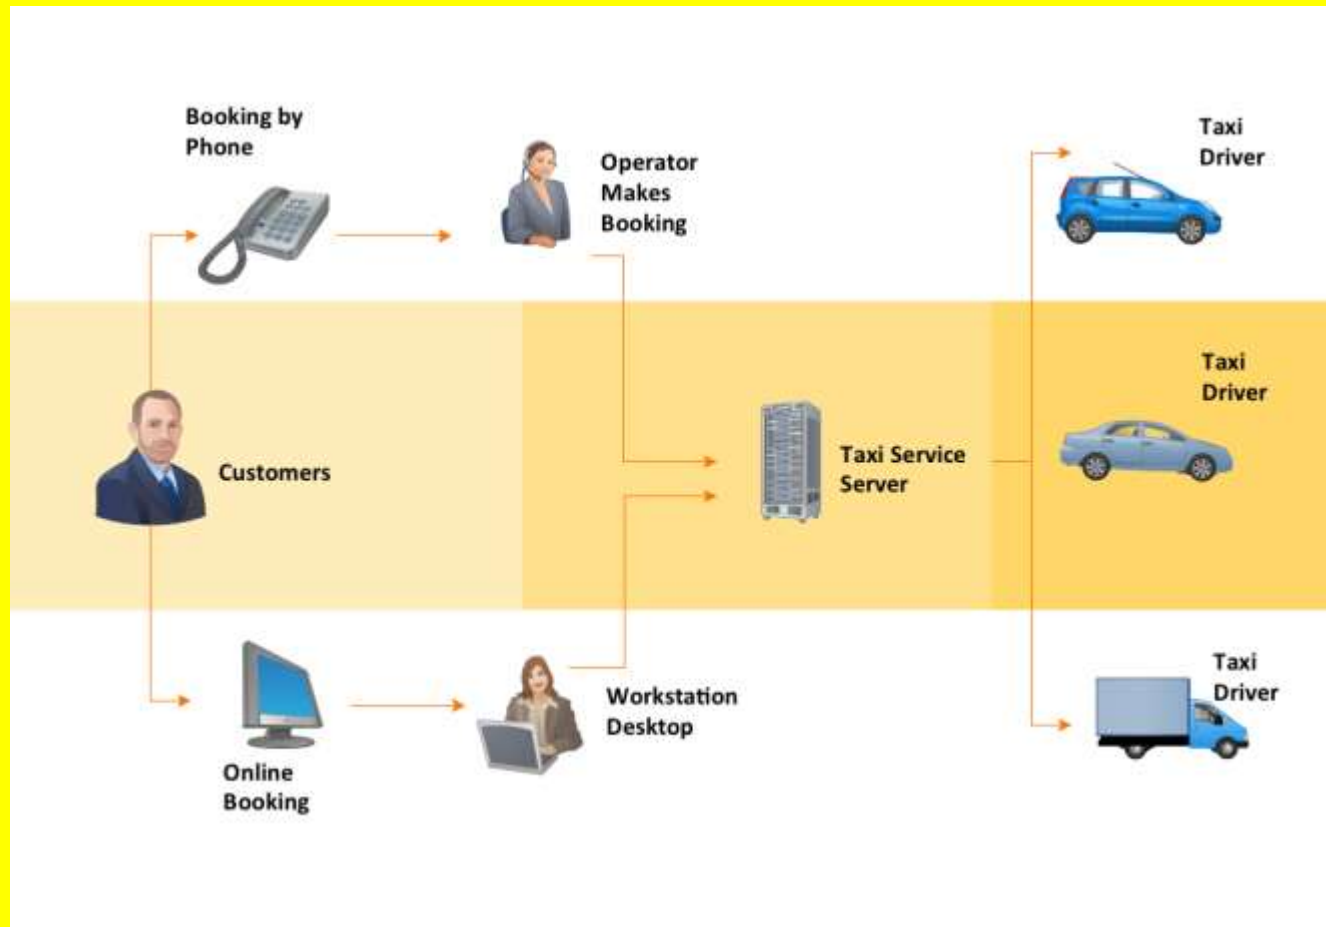 Booking by
Phone
Operator
Makes
Booking
Taxi
Driver
Customers
Taxi Service
Server
Taxi
Driver
Online
Booking
Workstation
Desktop
Taxi
Driver